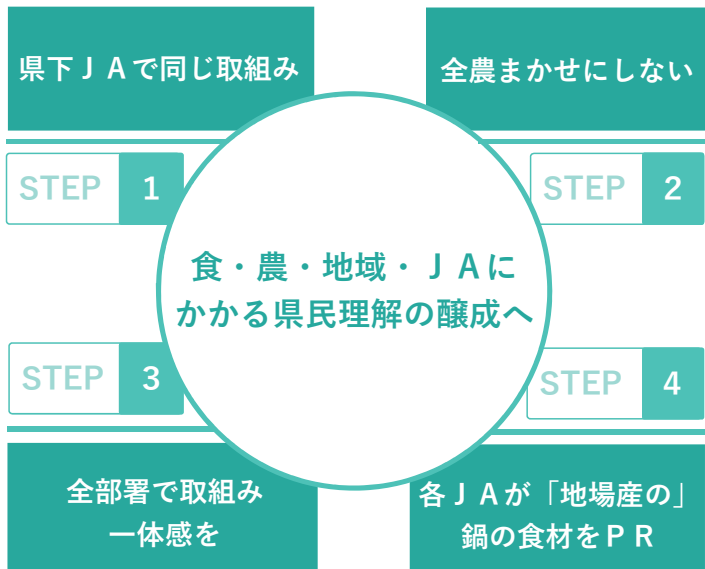 県下ＪＡで同じ取組み
全農まかせにしない
STEP 1
STEP 2
食・農・地域・ＪＡに
かかる県民理解の醸成へ
STEP 3
STEP 4
全部署で取組み
一体感を
各ＪＡが「地場産の」
鍋の食材をＰＲ